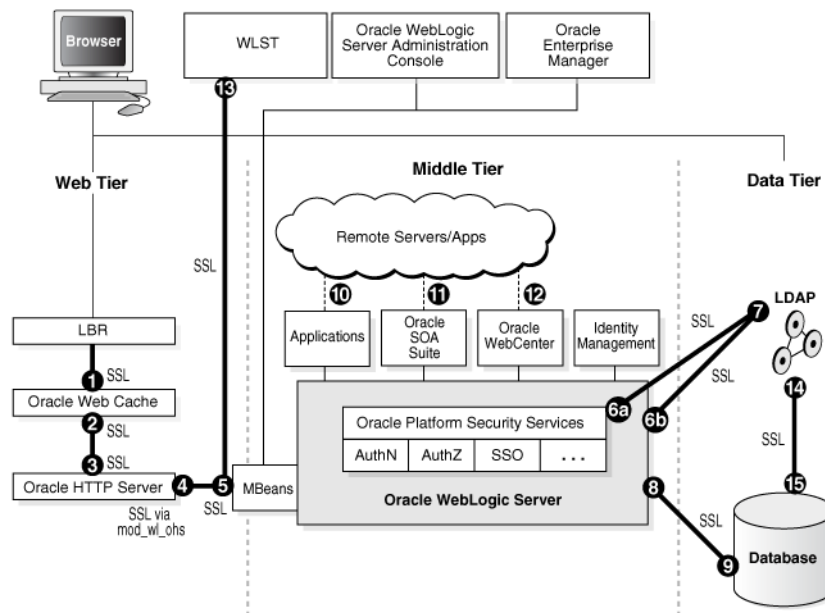 Browser
WLST
Oracle WebLogic
Server Administration
Console
Oracle
Enterprise
Manager
13
Web Tier
Middle Tier
Data Tier
Remote Servers/Apps
SSL
10
11
12
7
LDAP
LBR
Applications
Oracle
SOA
Suite
Oracle
WebCenter
Identity
Management
SSL
SSL
1
SSL
14
Oracle Web Cache
6a
6b
2
SSL
Oracle Platform Security Services
AuthN
AuthZ
SSO
...
SSL
3
SSL
Oracle HTTP Server
4
5
MBeans
Oracle WebLogic Server
8
15
SSL via
mod_wl_ohs
SSL
SSL
9
Database